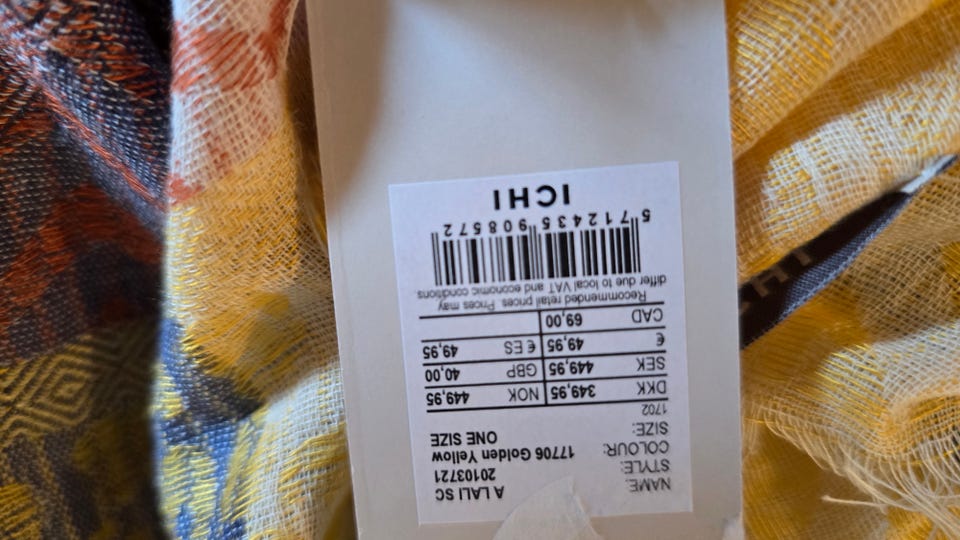 NAME: A LALI SC
STYLE: 20103721
COLOUR: 17706 Golden Yellow
SIZE: ONE SIZE
1702
DKK 349,95 NOK 449,95
SEK 449,95 GBP 40,00
€ 49,95 € ES 49,95
CAD 69,00
Recommended retail prices. Prices may
differ due to local VAT and economic conditions
5 712435 908572
ICHI